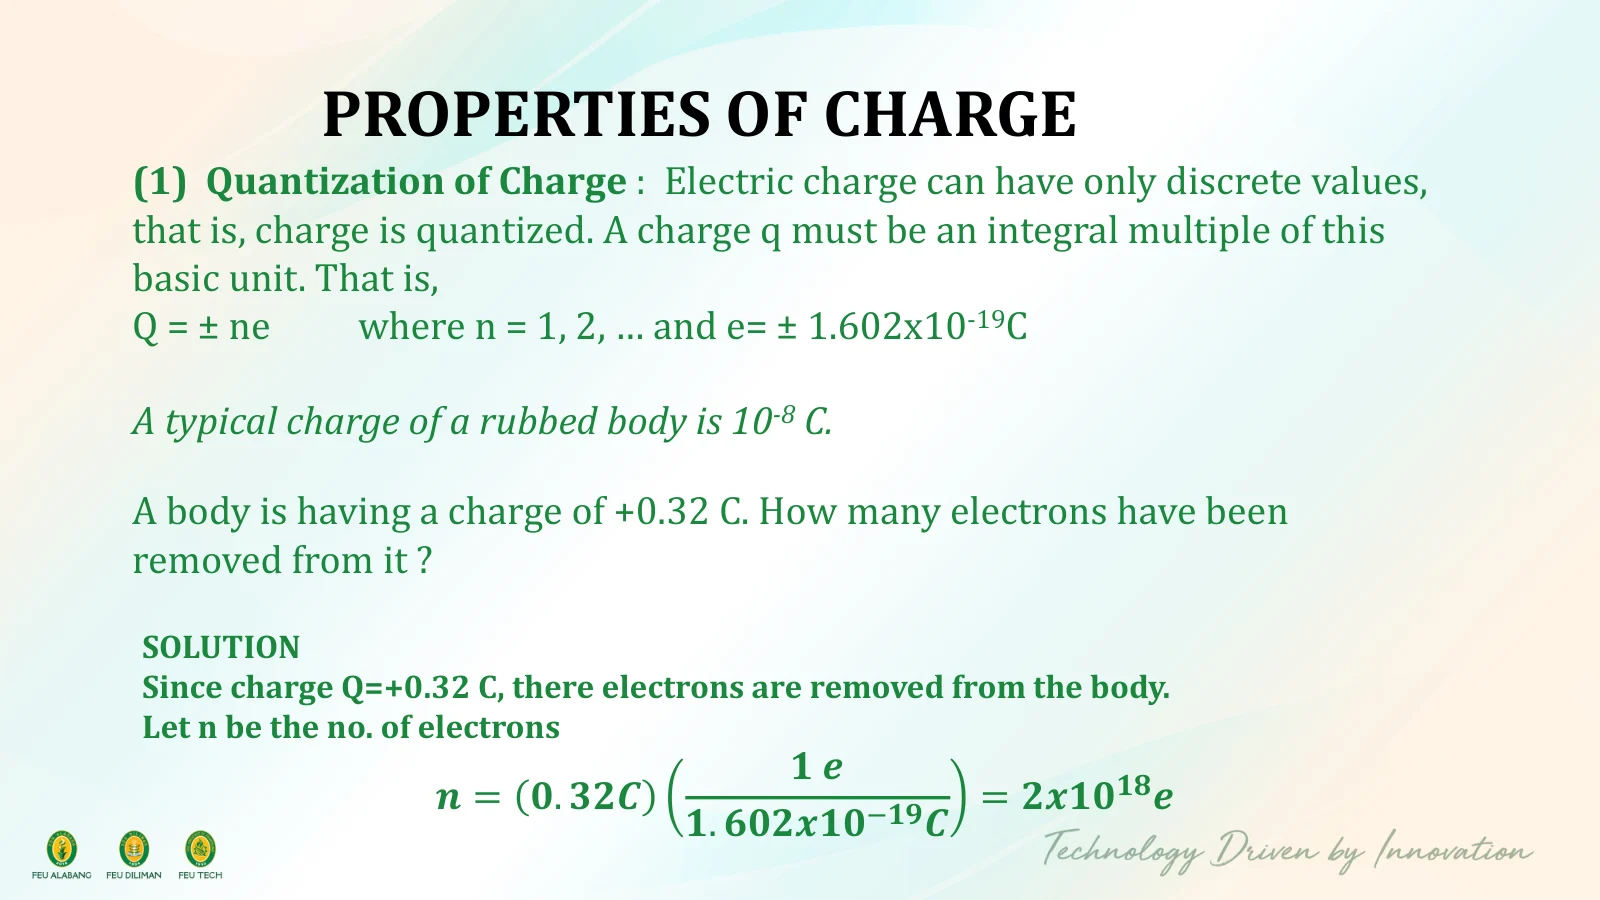 PROPERTIES OF CHARGE
(1) Quantization of Charge : Electric charge can have only discrete values,
that is, charge is quantized. A charge q must be an integral multiple of this
basic unit. That is,
Q = ± ne where n = 1, 2, … and e= ± 1.602x10⁻¹⁹C
A typical charge of a rubbed body is 10⁻⁸ C.
A body is having a charge of +0.32 C. How many electrons have been
removed from it ?
SOLUTION
Since charge Q=+0.32 C, there electrons are removed from the body.
Let n be the no. of electrons
n = (0.32C) (1 e / 1.602x10⁻¹⁹C) = 2x10¹⁸e
Technology Driven by Innovation
FEU ALABANG FEU DILIMAN FEU TECH